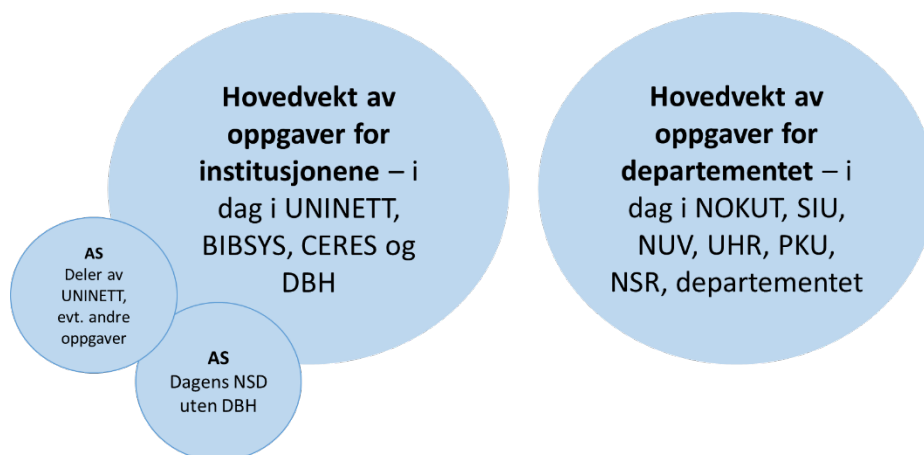 Hovedvekt av
oppgaver for
institusjonene – i
dag i UNINETT,
BIBSYS, CERES og
DBH
Hovedvekt av
oppgaver for
departementet – i
dag i NOKUT, SIU,
NUV, UHR, PKU,
NSR, departementet
AS
Deler av
UNINETT,
evt. andre
oppgaver
AS
Dagens NSD
uten DBH